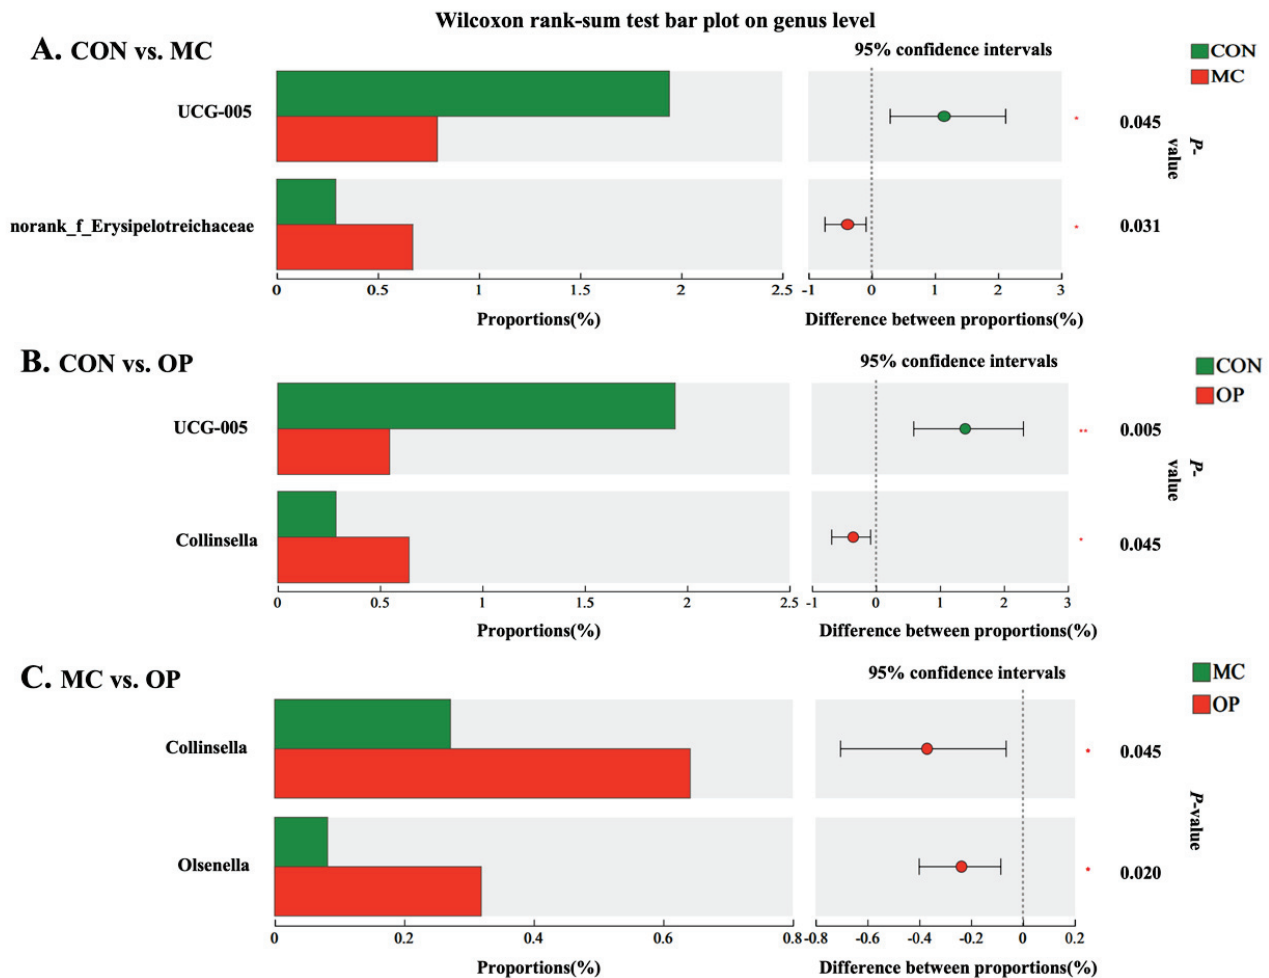 Wilcoxon rank-sum test bar plot on genus level
A. CON vs. MC
95% confidence intervals
CON
MC
UCG-005
*
0.045
norank_f_Erysipelotreichaceae
*
0.031
P-
value
0 0.5 1 1.5 2 2.5
-1 0 1 2 3
Proportions(%)
Difference between proportions(%)
B. CON vs. OP
95% confidence intervals
CON
OP
UCG-005
**
0.005
Collinsella
*
0.045
P-
value
0 0.5 1 1.5 2 2.5
-1 0 1 2 3
Proportions(%)
Difference between proportions(%)
C. MC vs. OP
95% confidence intervals
MC
OP
Collinsella
*
0.045
Olsenella
*
0.020
P-value
0 0.2 0.4 0.6 0.8
-0.8 -0.6 -0.4 -0.2 0 0.2
Proportions(%)
Difference between proportions(%)